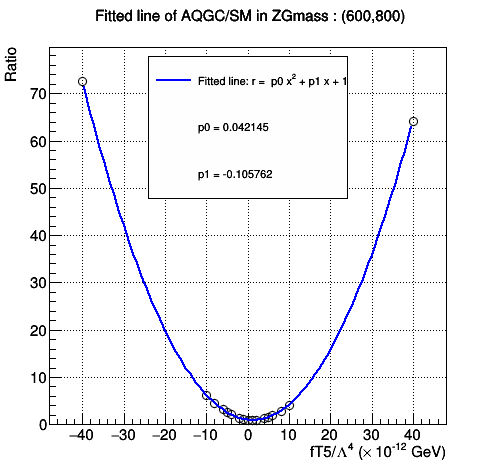 Fitted line of AQGC/SM in ZGmass : (600,800)
Ratio
Fitted line: r = p0 x² + p1 x + 1
p0 = 0.042145
p1 = -0.105762
70
60
50
40
30
20
10
0
−40 −30 −20 −10 0 10 20 30 40
fT5/Λ⁴ (× 10⁻¹² GeV)